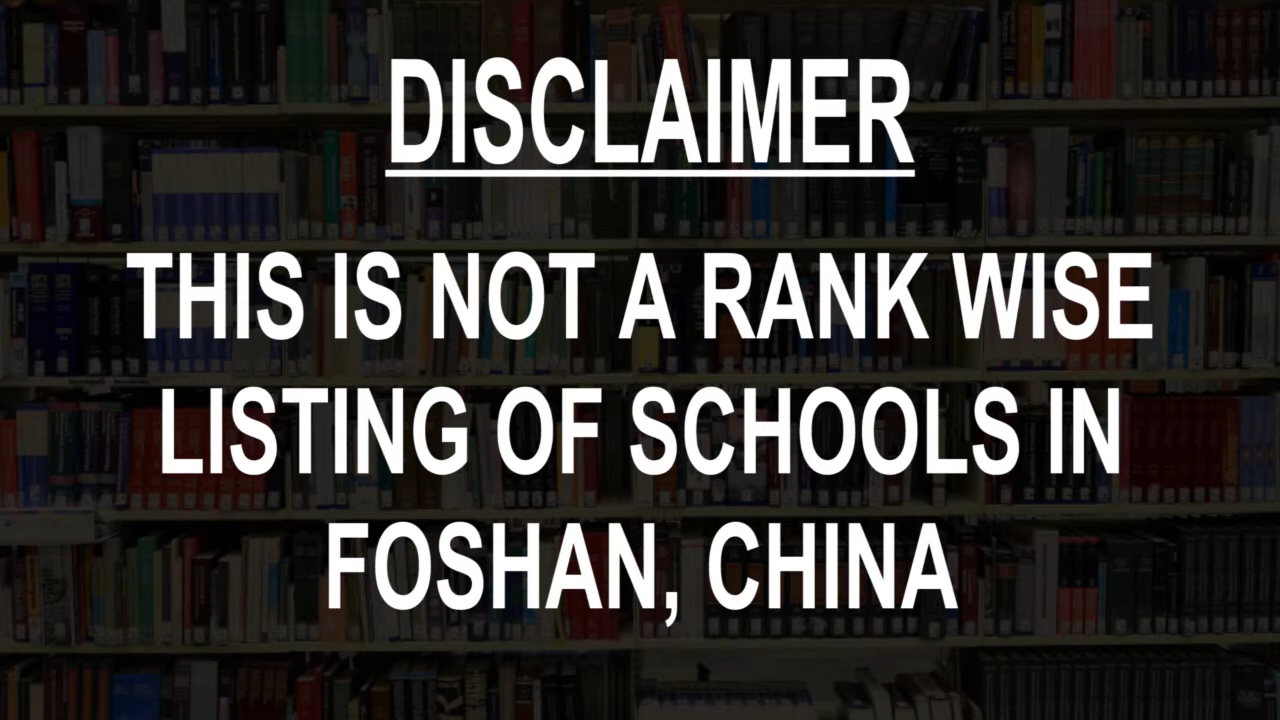 DISCLAIMER
THIS IS NOT A RANK WISE
LISTING OF SCHOOLS IN
FOSHAN, CHINA